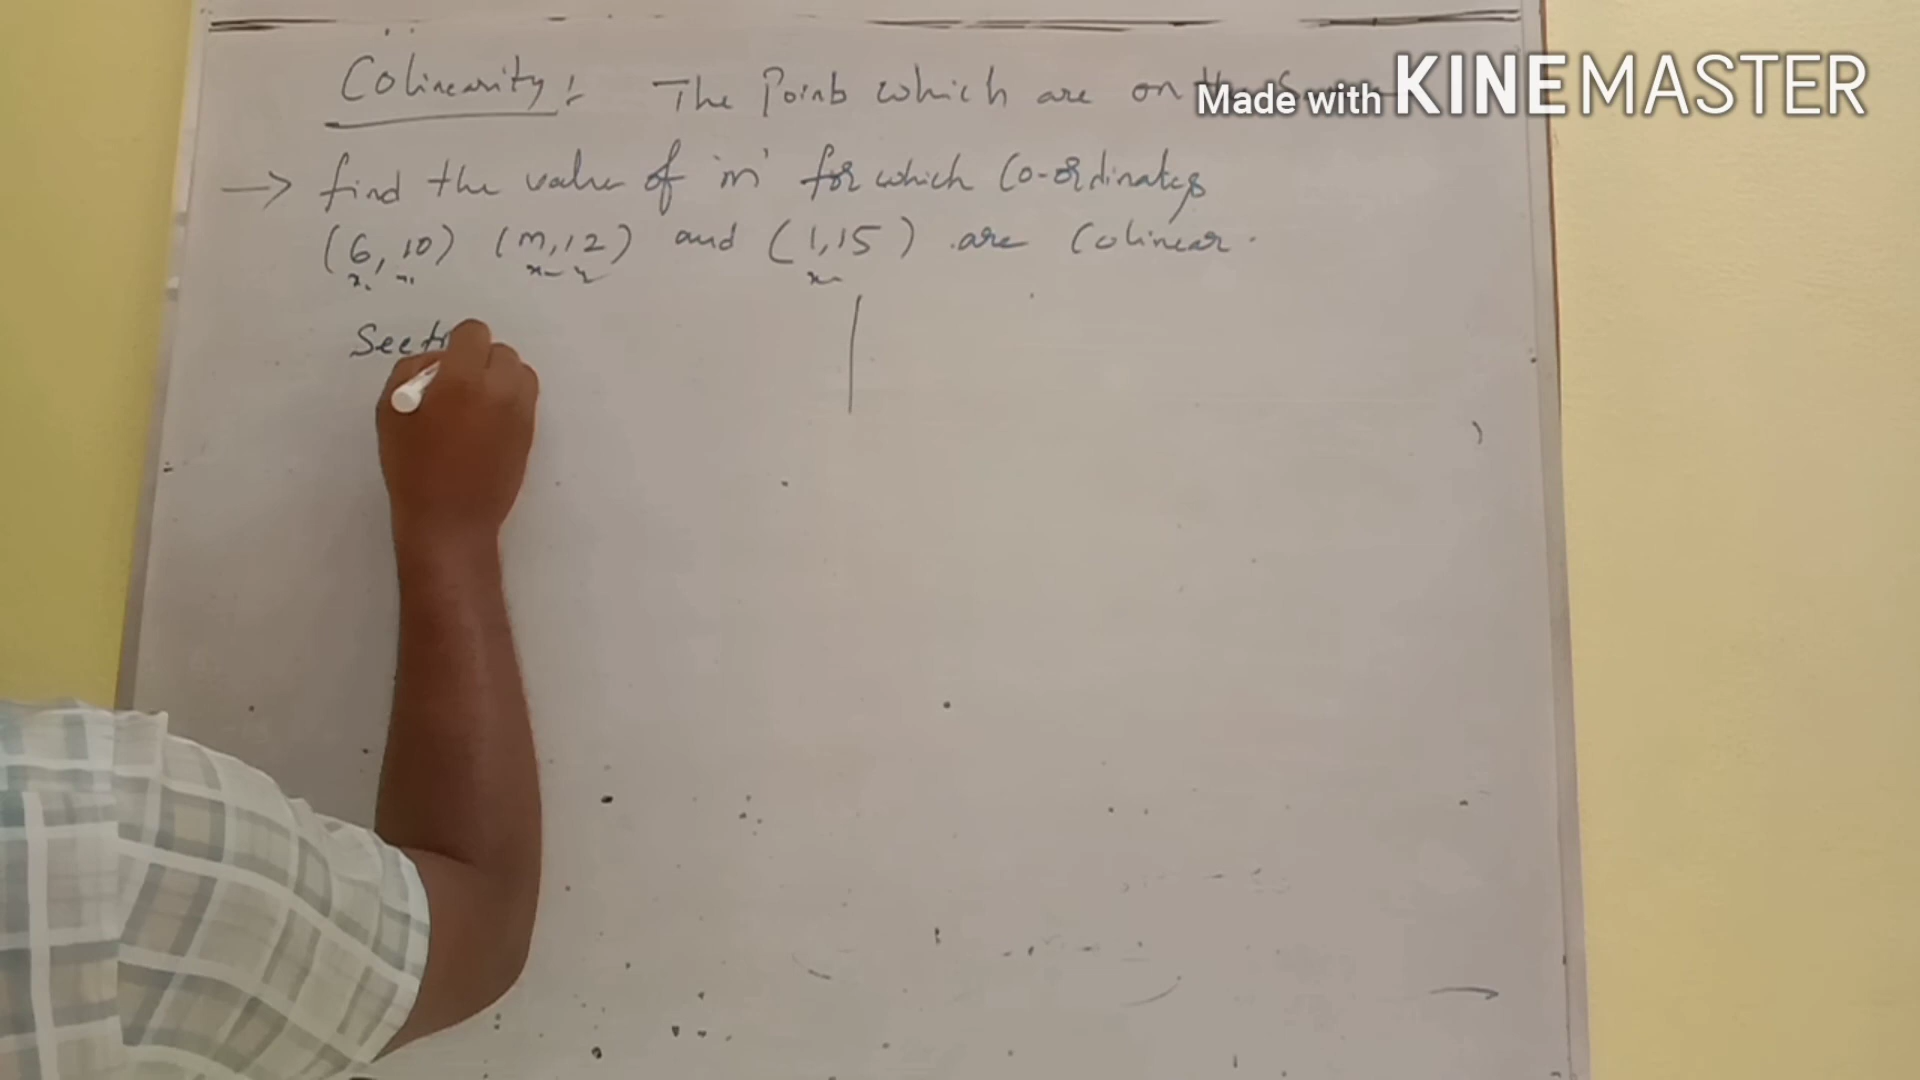 Colinearity :- The Points which are on
Made with KINEMASTER
→ find the value of 'm' for which Co-ordinates
(6, 10) (m, 12) and (1, 15) are Colinear.
Secti